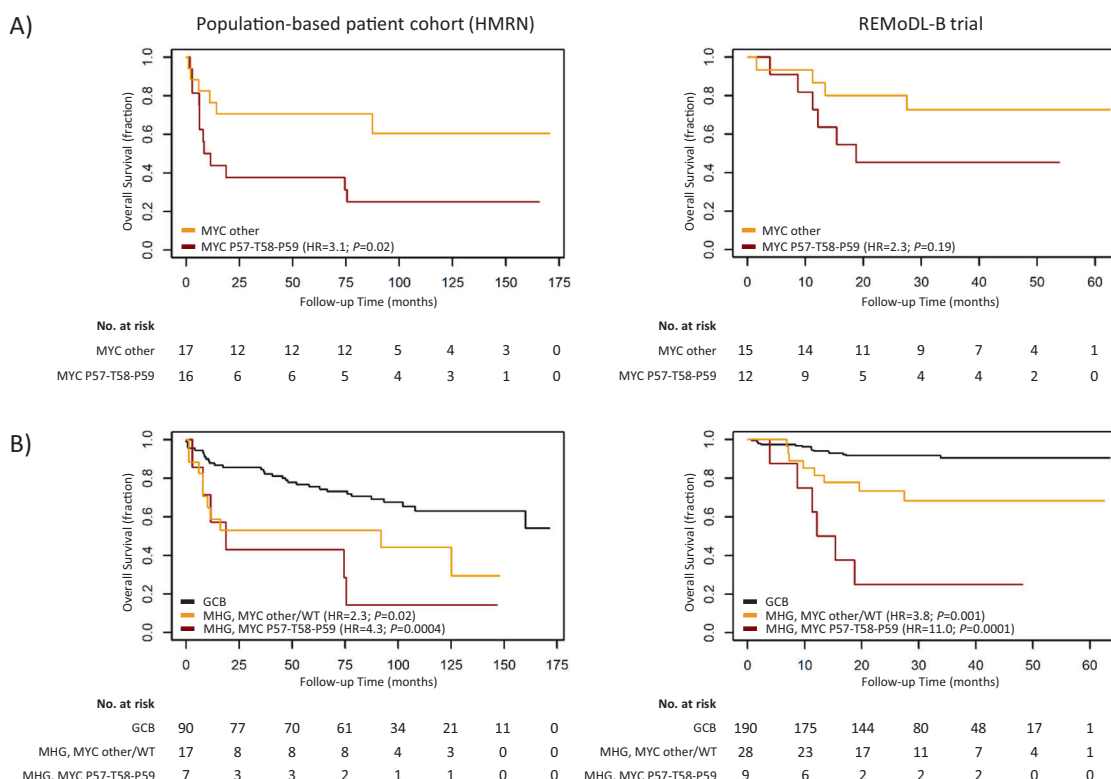 A)
Population-based patient cohort (HMRN)
REMoDL-B trial
Overall Survival (fraction)
1.0
0.8
0.6
0.4
0.2
0.0
MYC other
MYC P57-T58-P59 (HR=3.1; P=0.02)
0 25 50 75 100 125 150 175
Follow-up Time (months)
No. at risk
MYC other 17 12 12 12 5 4 3 0
MYC P57-T58-P59 16 6 6 5 4 3 1 0
Overall Survival (fraction)
1.0
0.8
0.6
0.4
0.2
0.0
MYC other
MYC P57-T58-P59 (HR=2.3; P=0.19)
0 10 20 30 40 50 60
Follow-up Time (months)
No. at risk
MYC other 15 14 11 9 7 4 1
MYC P57-T58-P59 12 9 5 4 4 2 0
B)
Overall Survival (fraction)
1.0
0.8
0.6
0.4
0.2
0.0
GCB
MHG, MYC other/WT (HR=2.3; P=0.02)
MHG, MYC P57-T58-P59 (HR=4.3; P=0.0004)
0 25 50 75 100 125 150 175
Follow-up Time (months)
No. at risk
GCB 90 77 70 61 34 21 11 0
MHG, MYC other/WT 17 8 8 8 4 3 0 0
MHG, MYC P57-T58-P59 7 3 3 2 1 1 0 0
Overall Survival (fraction)
1.0
0.8
0.6
0.4
0.2
0.0
GCB
MHG, MYC other/WT (HR=3.8; P=0.001)
MHG, MYC P57-T58-P59 (HR=11.0; P=0.0001)
0 10 20 30 40 50 60
Follow-up Time (months)
No. at risk
GCB 190 175 144 80 48 17 1
MHG, MYC other/WT 28 23 17 11 7 4 1
MHG, MYC P57-T58-P59 9 6 2 2 2 0 0